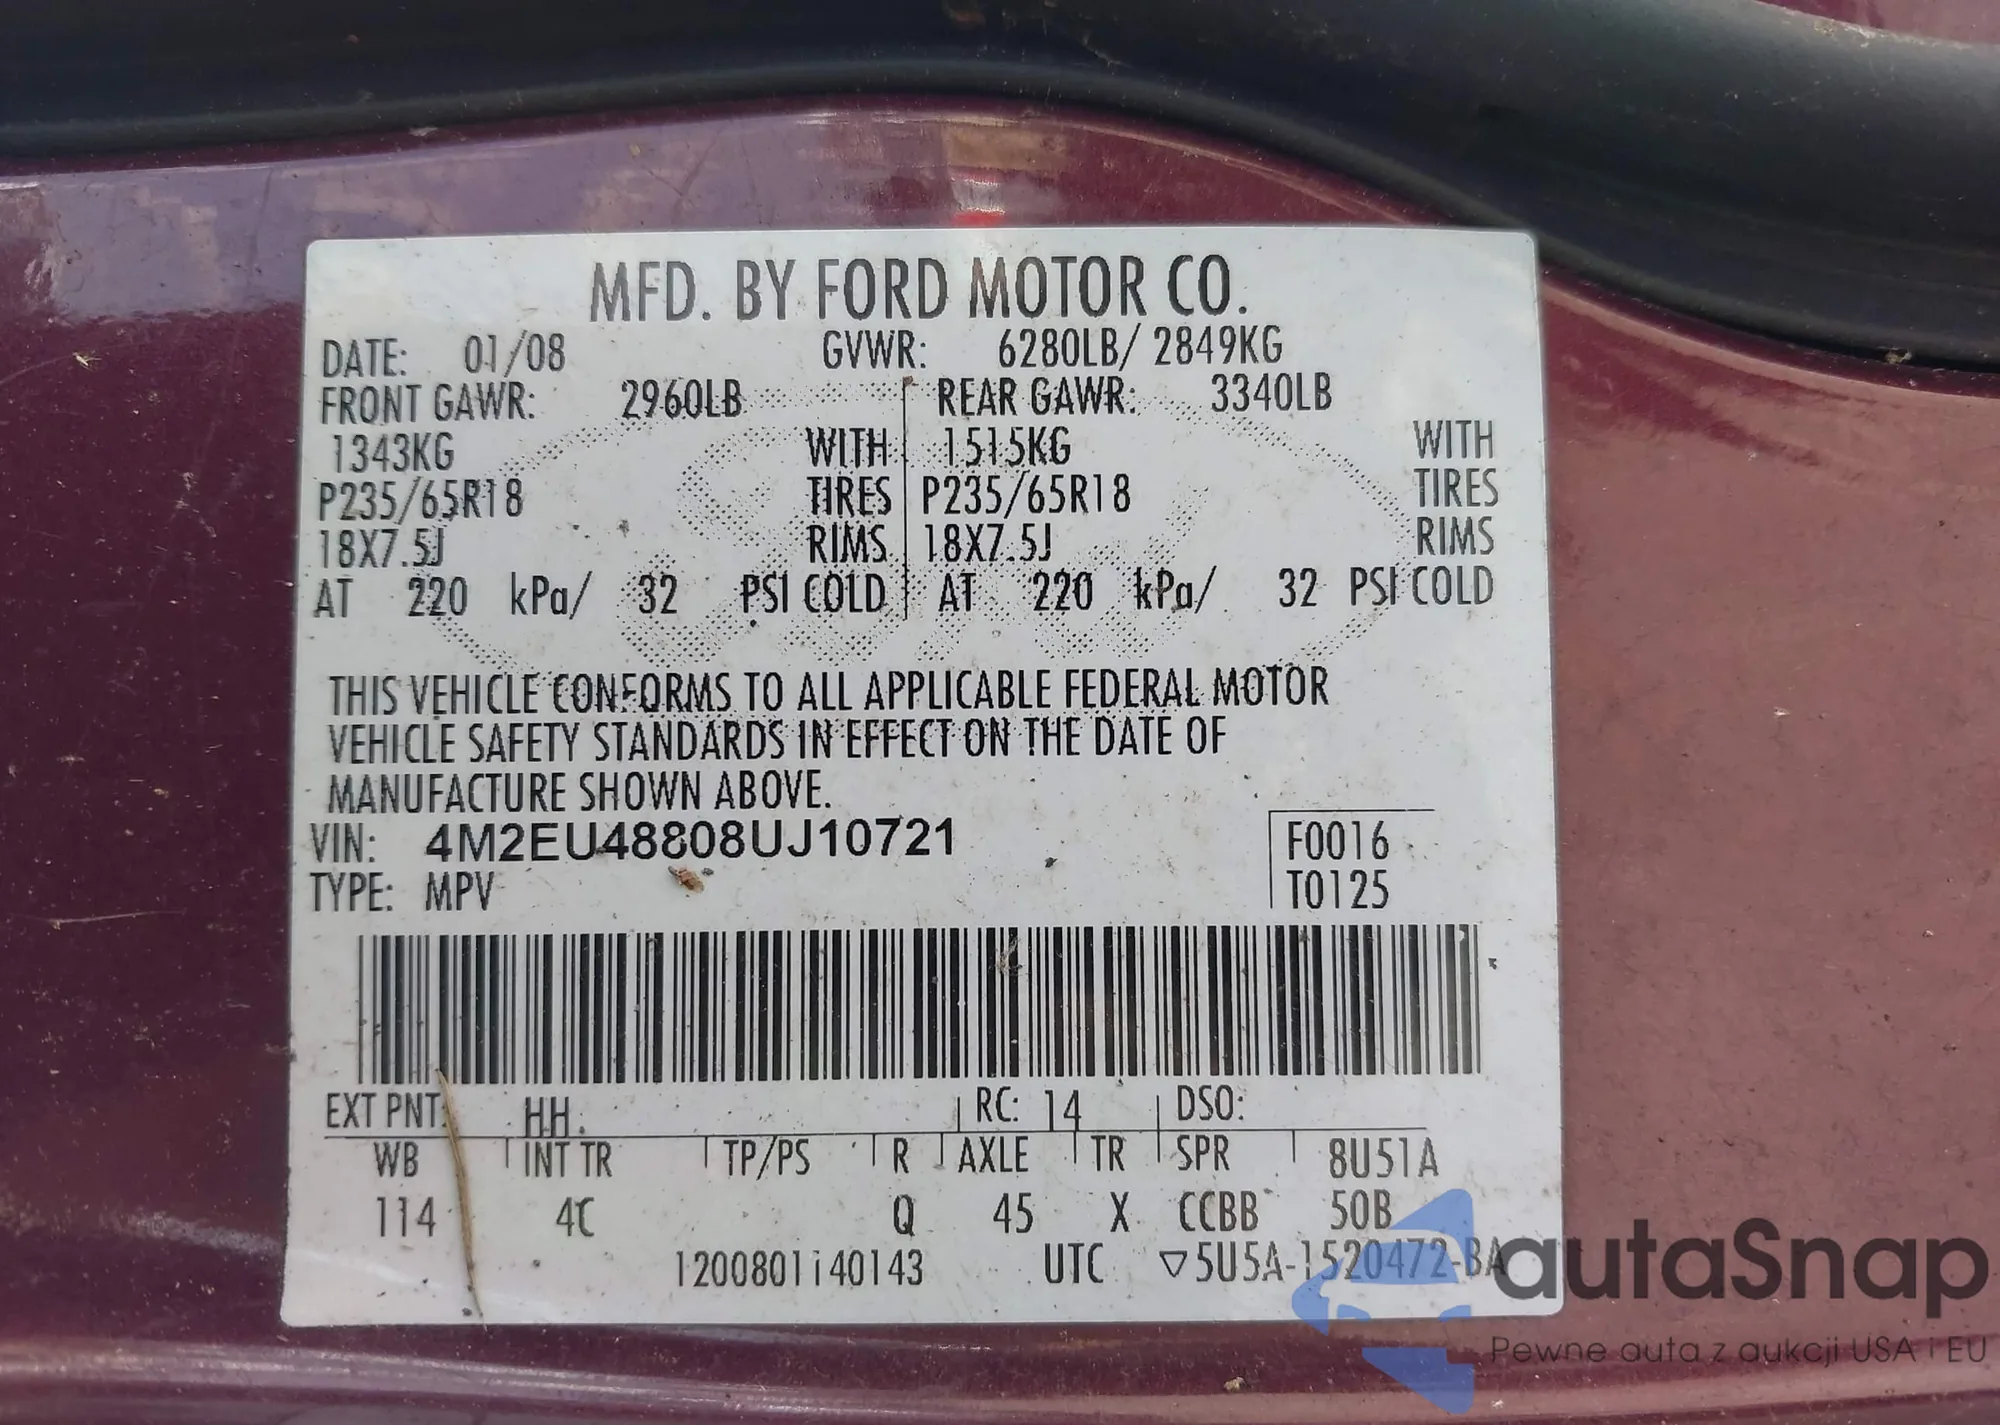 MFD. BY FORD MOTOR CO.
DATE: 01/08 GVWR: 6280LB/ 2849KG
FRONT GAWR: 2960LB REAR GAWR: 3340LB
1343KG WITH 1515KG WITH
P235/65R18 TIRES P235/65R18 TIRES
18X7.5J RIMS 18X7.5J RIMS
AT 220 kPa/ 32 PSI COLD AT 220 kPa/ 32 PSI COLD
THIS VEHICLE CONFORMS TO ALL APPLICABLE FEDERAL MOTOR
VEHICLE SAFETY STANDARDS IN EFFECT ON THE DATE OF
MANUFACTURE SHOWN ABOVE.
VIN: 4M2EU48808UJ10721 F0016
TYPE: MPV T0125
EXT PNT: HH. RC: 14 DSO:
WB INT TR TP/PS R AXLE TR SPR 8U51A
114 4C Q 45 X CCBB 50B
1200801i40143 UTC ▽5U5A-1520472-BA
autaSnap
Pewne auta z aukcji USA i EU